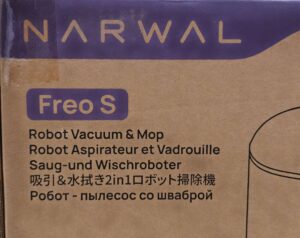 NARWAL
Freo S
Robot Vacuum & Mop
Robot Aspirateur et Vadrouille
Saug-und Wischroboter
吸引&水拭き2in1ロボット掃除機
Робот - пылесос со шваброй